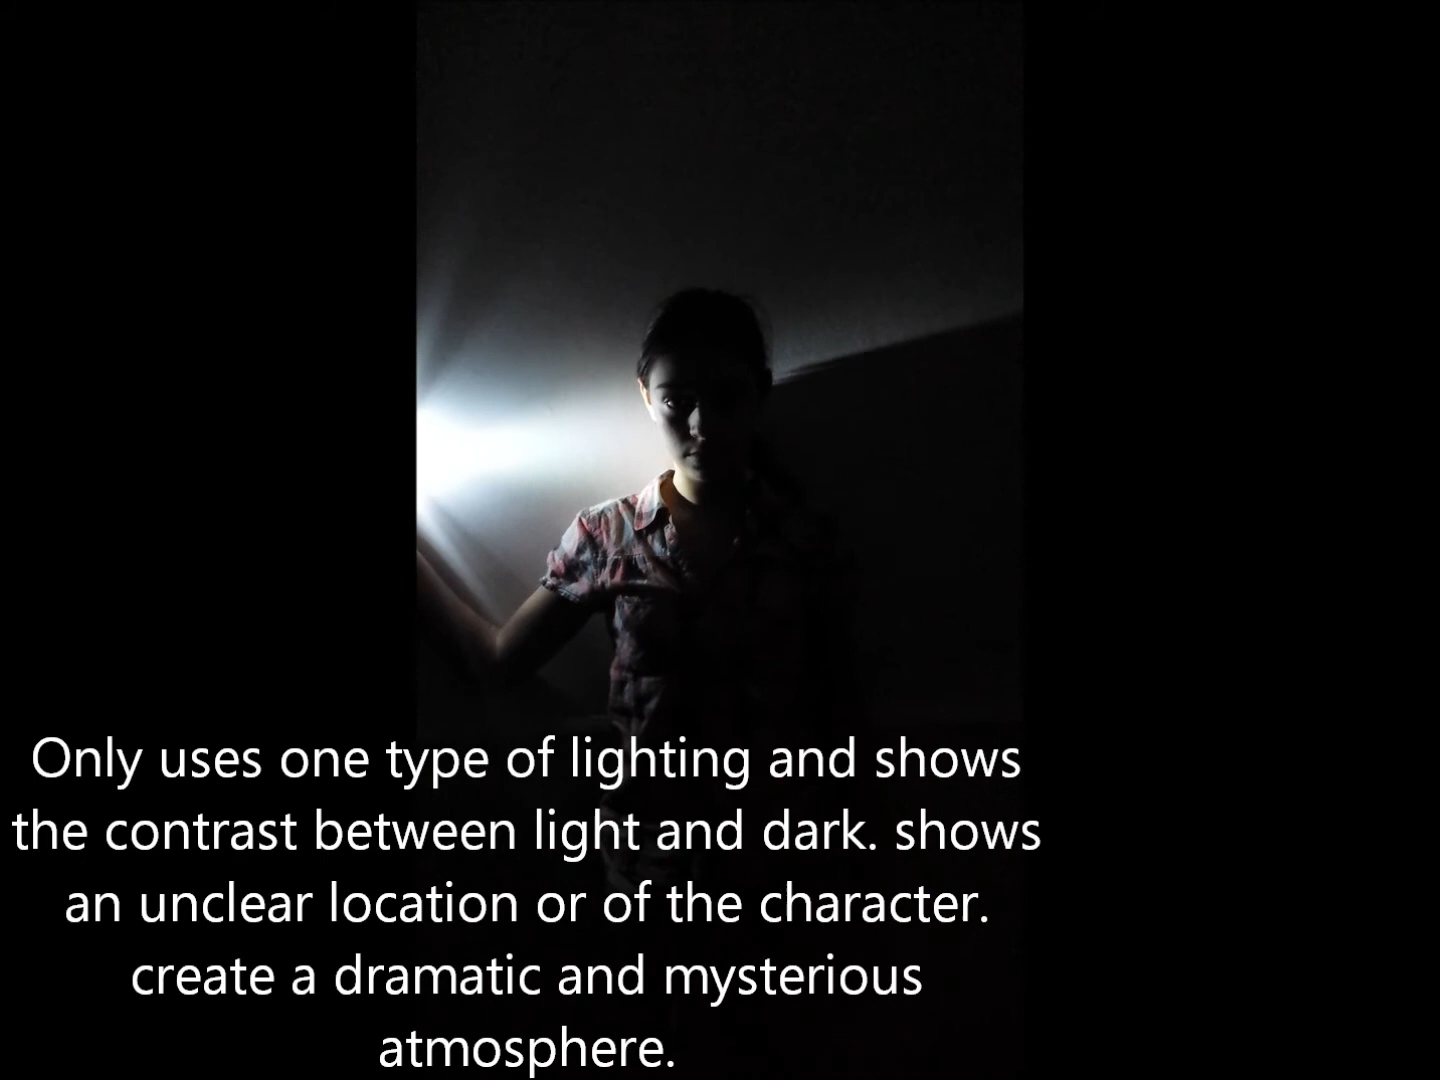 Only uses one type of lighting and shows
the contrast between light and dark. shows
an unclear location or of the character.
create a dramatic and mysterious
atmosphere.